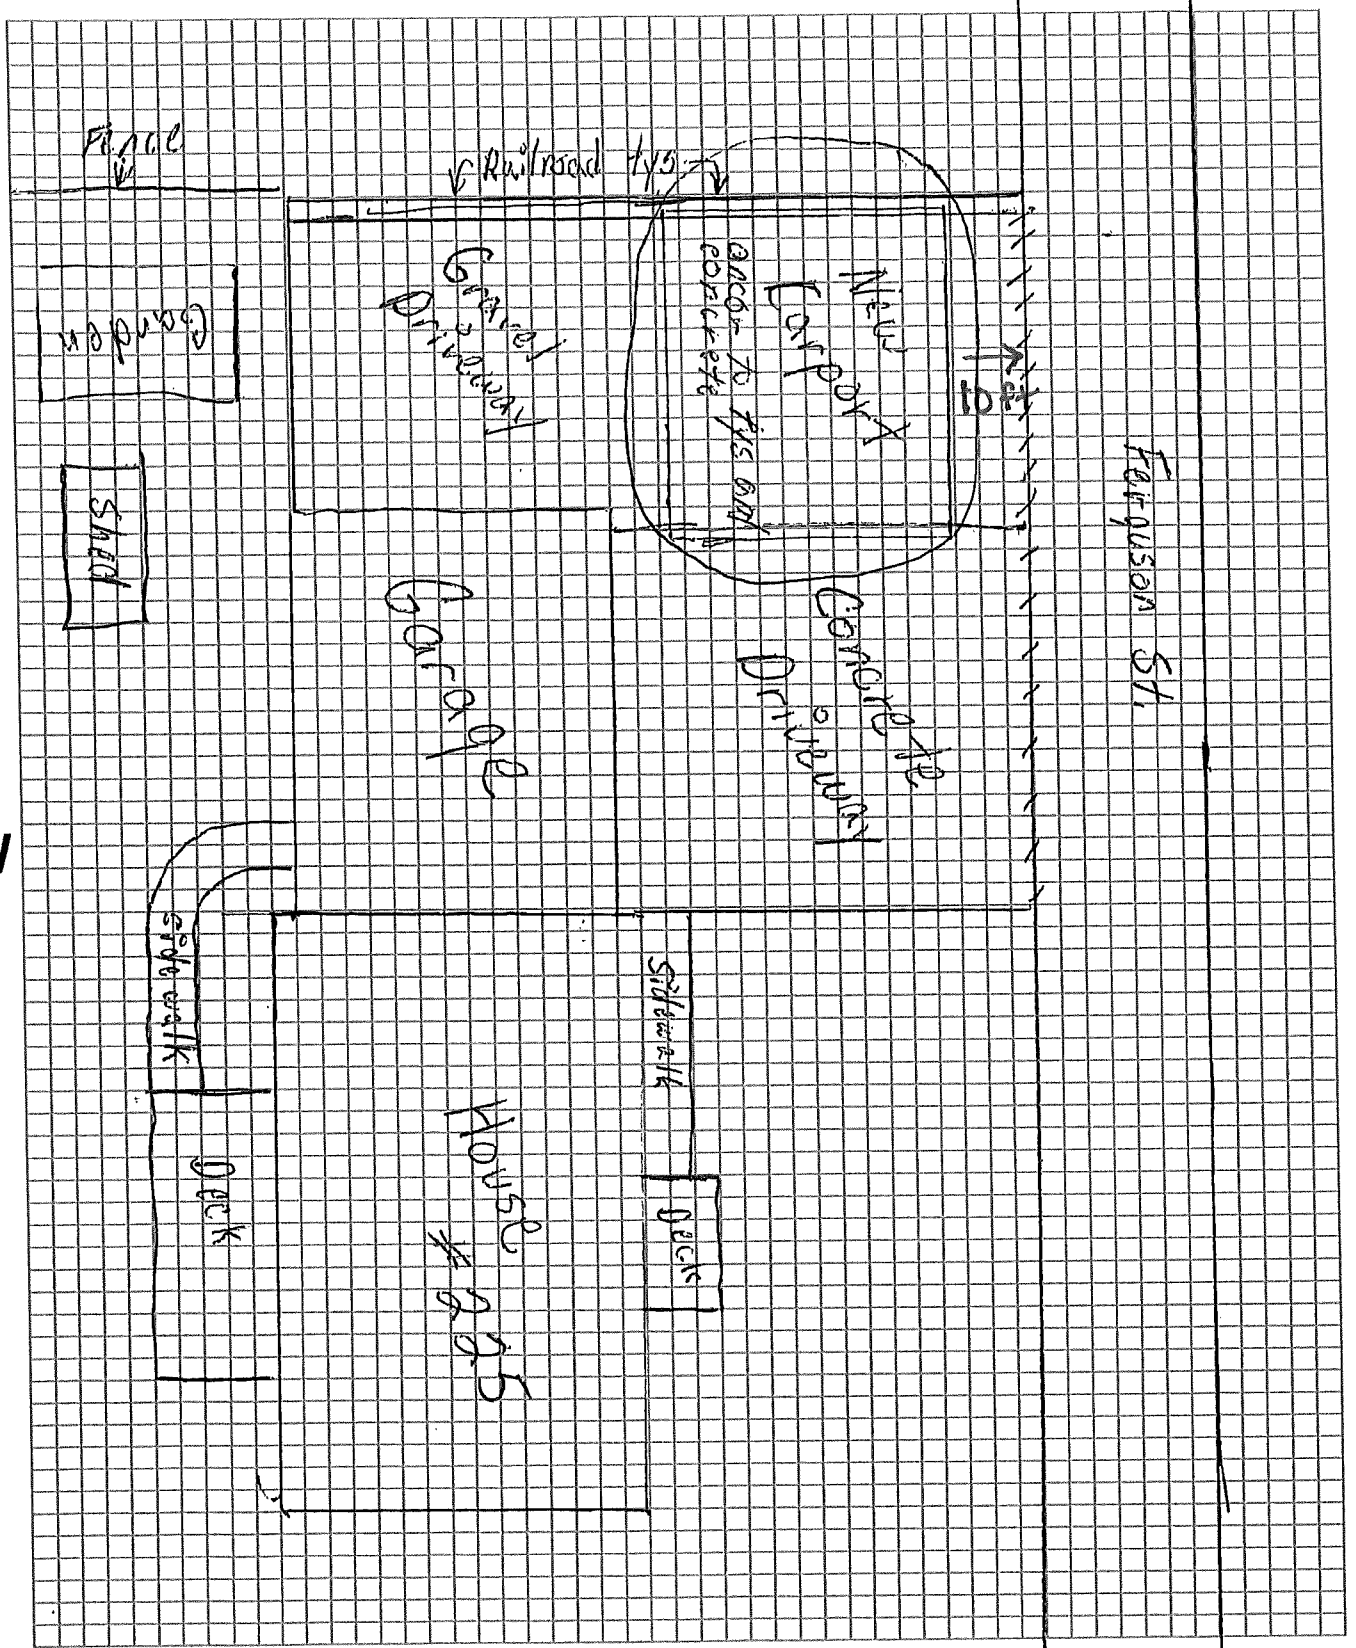 Fence
Railroad tys
New
Carport
ancor to tys and
concrete
10 ft
Gravel
Driveway
Garden
Shed
Garage
Concrete
Driveway
Ferguson St.
Sidewalk
Sidewalk
Deck
Deck
House
#225